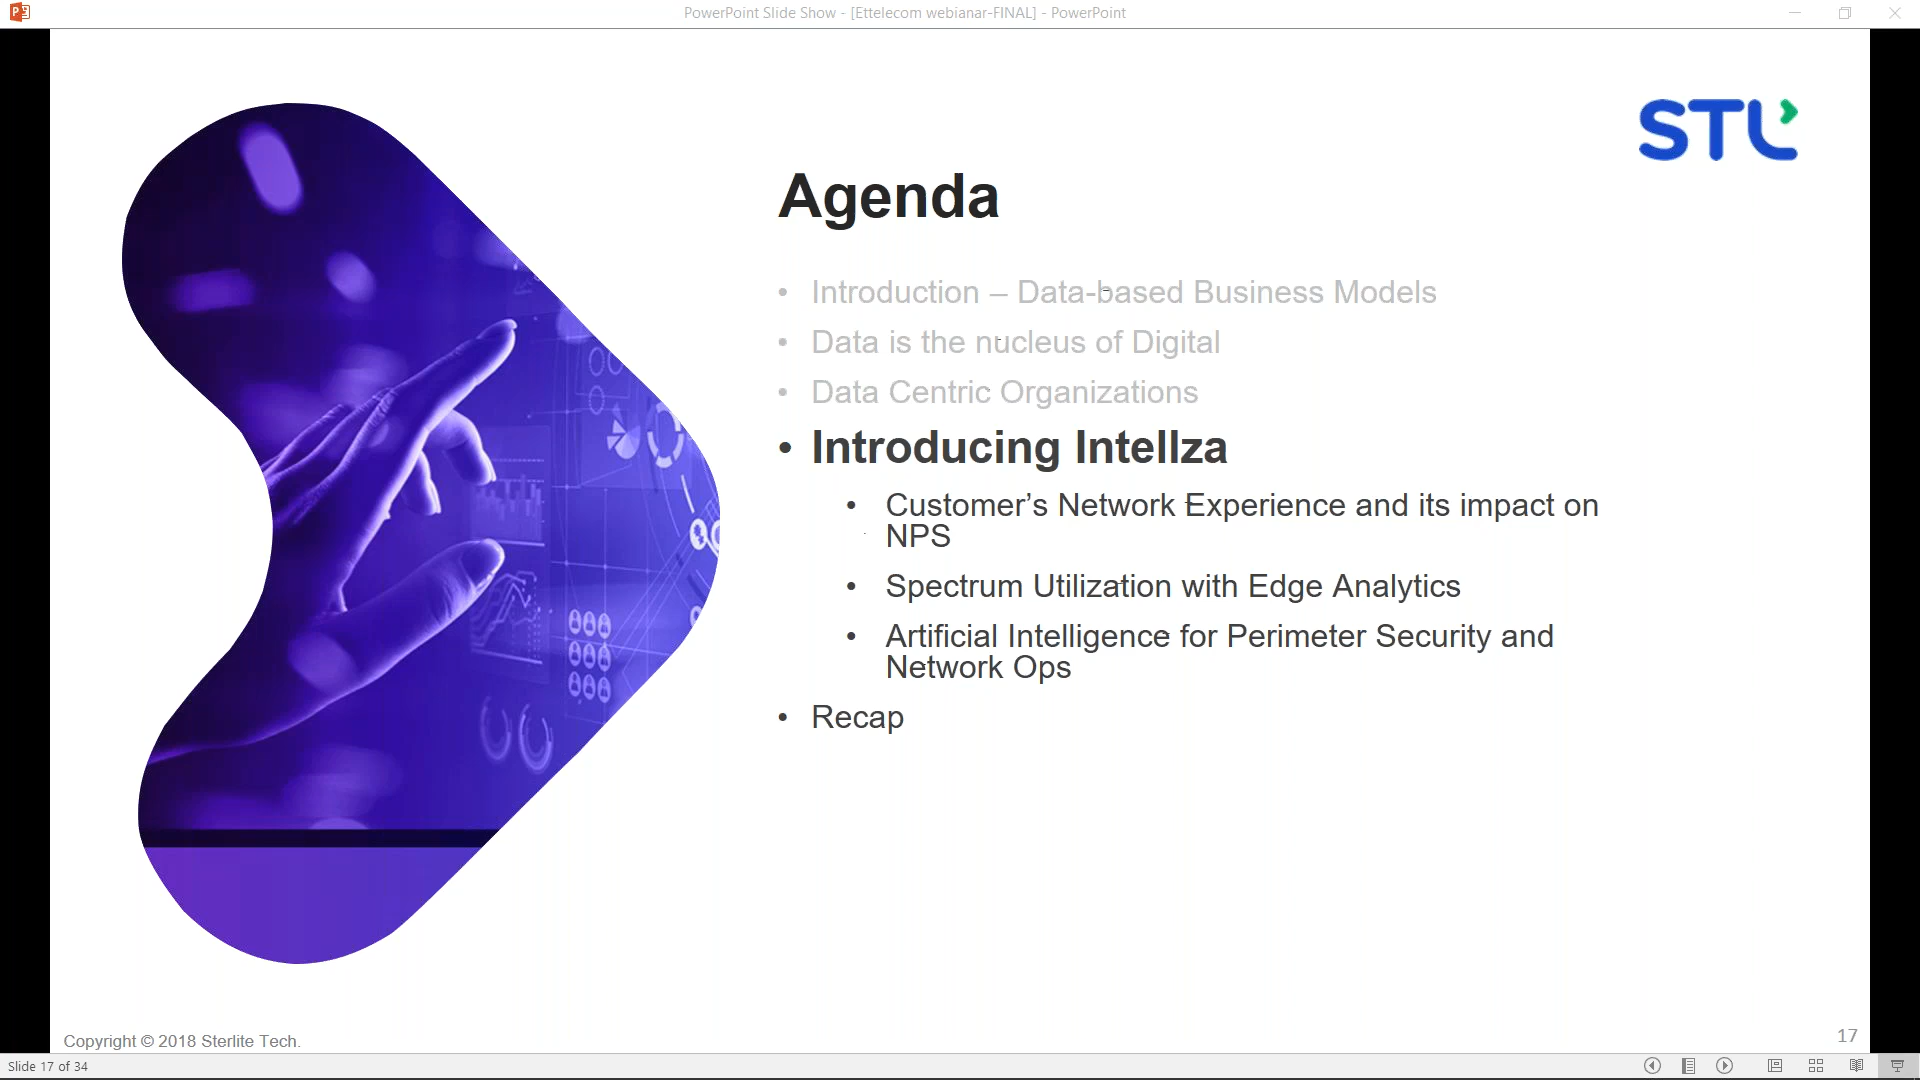 PowerPoint Slide Show - [Ettelecom webianar-FINAL] - PowerPoint
STL
Agenda
• Introduction – Data-based Business Models
• Data is the nucleus of Digital
• Data Centric Organizations
• Introducing Intellza
• Customer’s Network Experience and its impact on
NPS
• Spectrum Utilization with Edge Analytics
• Artificial Intelligence for Perimeter Security and
Network Ops
• Recap
Copyright © 2018 Sterlite Tech.
17
Slide 17 of 34